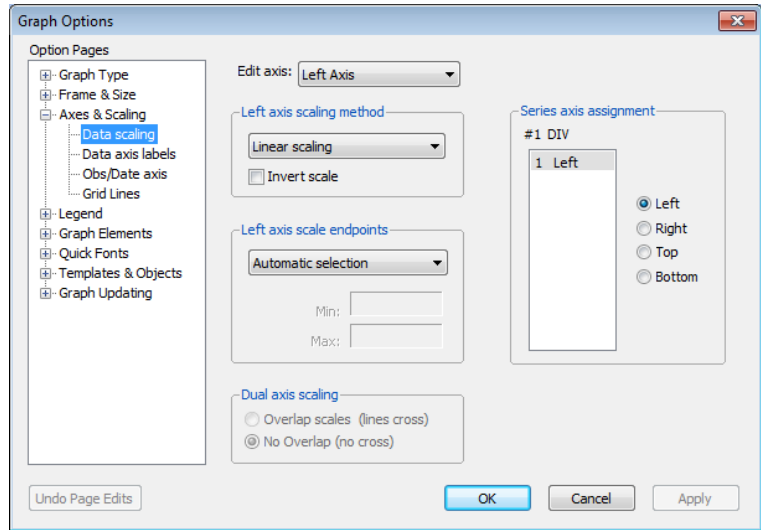 Graph Options
Option Pages
Graph Type
Frame & Size
Axes & Scaling
Data scaling
Data axis labels
Obs/Date axis
Grid Lines
Legend
Graph Elements
Quick Fonts
Templates & Objects
Graph Updating
Edit axis: Left Axis
Left axis scaling method
Linear scaling
Invert scale
Left axis scale endpoints
Automatic selection
Min:
Max:
Dual axis scaling
Overlap scales (lines cross)
No Overlap (no cross)
Series axis assignment
#1 DIV
1 Left
Left
Right
Top
Bottom
Undo Page Edits
OK
Cancel
Apply